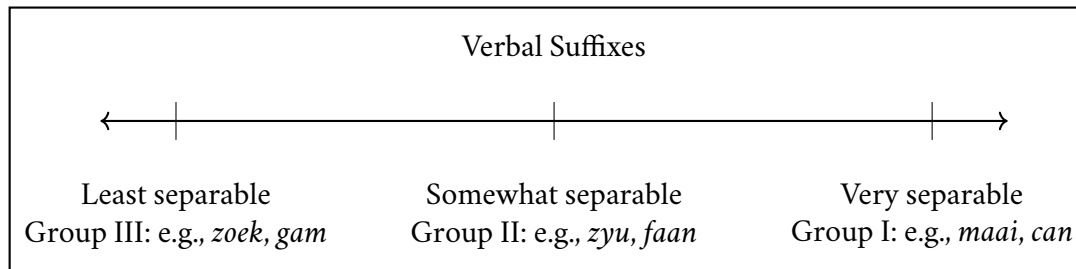 Verbal Suffixes
Least separable
Group III: e.g., zoek, gam
Somewhat separable
Group II: e.g., zyu, faan
Very separable
Group I: e.g., maai, can